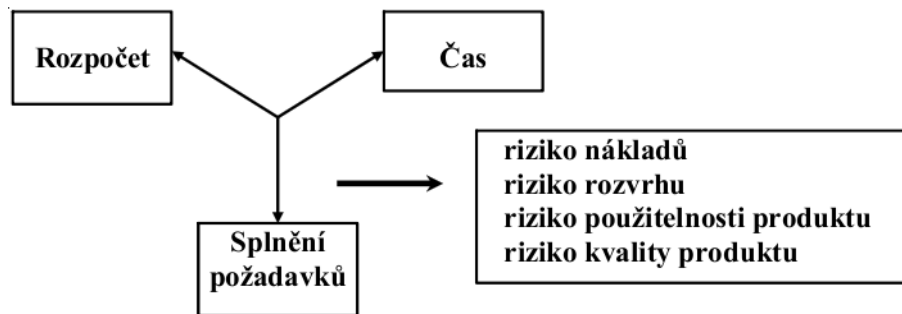 Rozpočet
Čas
riziko nákladů
riziko rozvrhu
riziko použitelnosti produktu
riziko kvality produktu
Splnění
požadavků